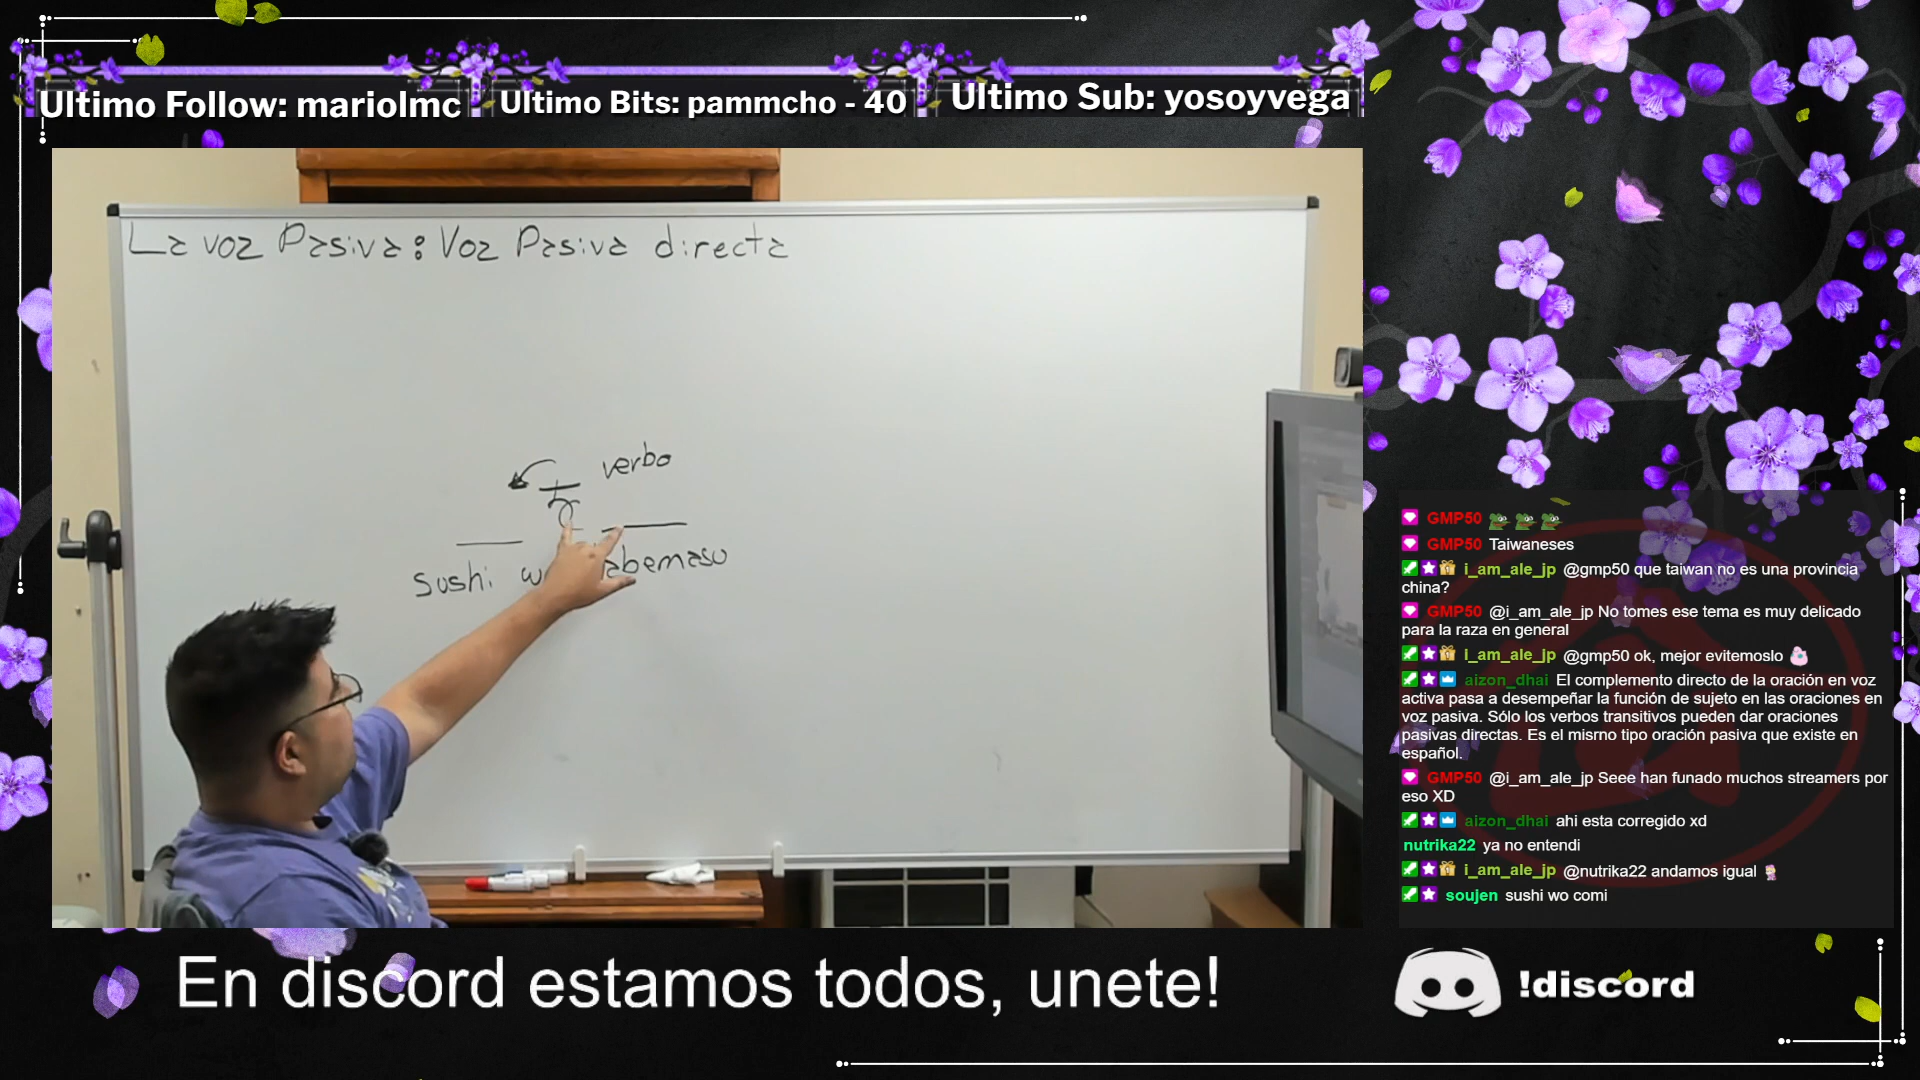 Ultimo Follow: mariolmc
Ultimo Bits: pammcho - 40
Ultimo Sub: yosoyvega
La voz Pasiva: Voz Pasiva directa
verbo
を
sushi w abemasu
GMP50
GMP50 Taiwaneses
i_am_ale_jp @gmp50 que taiwan no es una provincia
china?
GMP50 @i_am_ale_jp No tomes ese tema es muy delicado
para la raza en general
i_am_ale_jp @gmp50 ok, mejor evitemoslo
aizon_dhai El complemento directo de la oración en voz
activa pasa a desempeñar la función de sujeto en las oraciones en
voz pasiva. Sólo los verbos transitivos pueden dar oraciones
pasivas directas. Es el misrno tipo oración pasiva que existe en
español.
GMP50 @i_am_ale_jp Seee han funado muchos streamers por
eso XD
aizon_dhai ahi esta corregido xd
nutrika22 ya no entendi
i_am_ale_jp @nutrika22 andamos igual
soujen sushi wo comi
En discord estamos todos, unete!
!discord